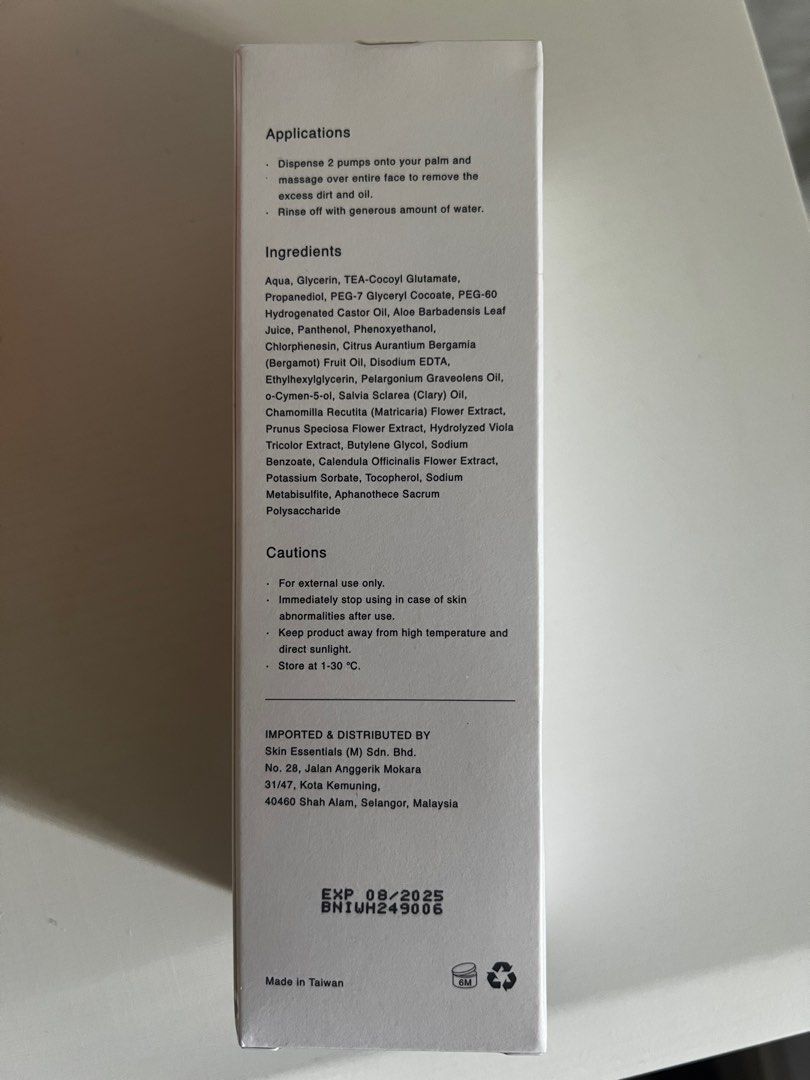 Applications
· Dispense 2 pumps onto your palm and
massage over entire face to remove the
excess dirt and oil.
· Rinse off with generous amount of water.
Ingredients
Aqua, Glycerin, TEA-Cocoyl Glutamate,
Propanediol, PEG-7 Glyceryl Cocoate, PEG-60
Hydrogenated Castor Oil, Aloe Barbadensis Leaf
Juice, Panthenol, Phenoxyethanol,
Chlorphenesin, Citrus Aurantium Bergamia
(Bergamot) Fruit Oil, Disodium EDTA,
Ethylhexylglycerin, Pelargonium Graveolens Oil,
o-Cymen-5-ol, Salvia Sclarea (Clary) Oil,
Chamomilla Recutita (Matricaria) Flower Extract,
Prunus Speciosa Flower Extract, Hydrolyzed Viola
Tricolor Extract, Butylene Glycol, Sodium
Benzoate, Calendula Officinalis Flower Extract,
Potassium Sorbate, Tocopherol, Sodium
Metabisulfite, Aphanothece Sacrum
Polysaccharide
Cautions
· For external use only.
· Immediately stop using in case of skin
abnormalities after use.
· Keep product away from high temperature and
direct sunlight.
· Store at 1-30 °C.
IMPORTED & DISTRIBUTED BY
Skin Essentials (M) Sdn. Bhd.
No. 28, Jalan Anggerik Mokara
31/47, Kota Kemuning,
40460 Shah Alam, Selangor, Malaysia
EXP 08/2025
BNIWH249006
Made in Taiwan
6M